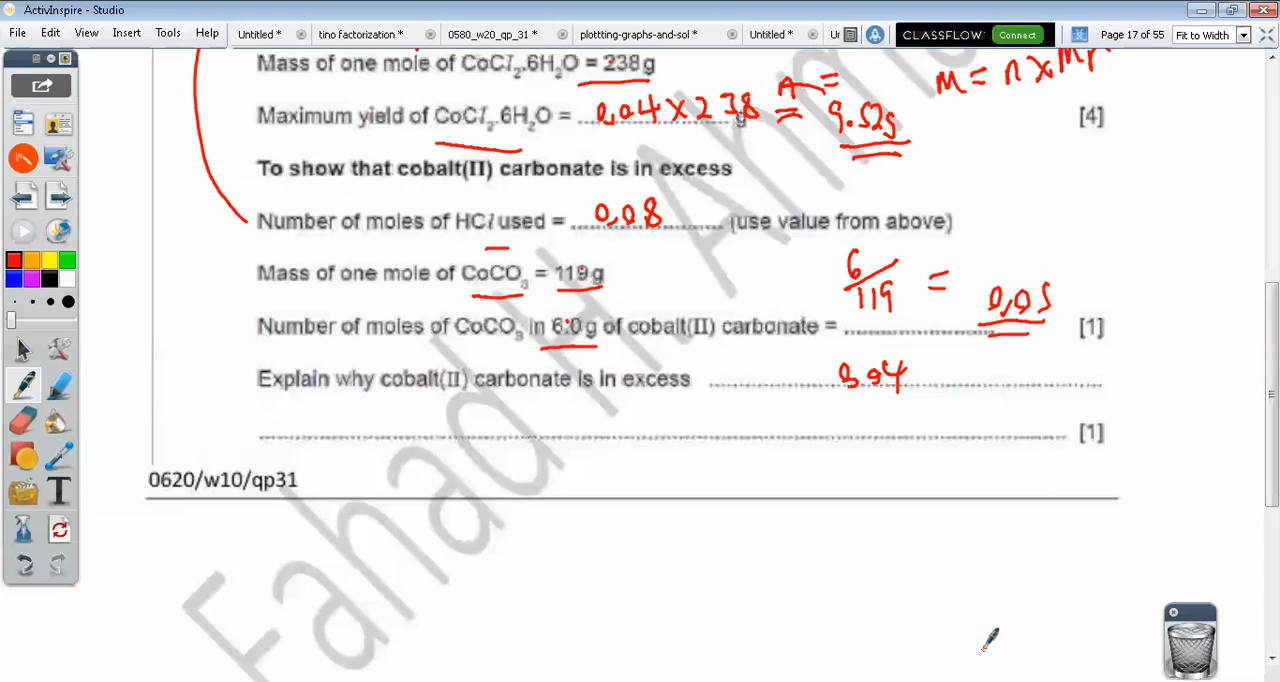 ActivInspire - Studio
File Edit View Insert Tools Help Untitled * tino factorization * 0580_w20_qp_31 * plottting-graphs-and-sol * Untitled * Ur CLASSFLOW Connect Page 17 of 55 Fit to Width
Mass of one mole of CoCl₂.6H₂O = 238 g
M = n x Mr
Maximum yield of CoCl₂.6H₂O = 0.04 x 238 g = 9.52g [4]
To show that cobalt(II) carbonate is in excess
Number of moles of HCl used = 0.08 (use value from above)
Mass of one mole of CoCO₃ = 119 g
6/119 = 0.05
Number of moles of CoCO₃ in 6.0 g of cobalt(II) carbonate = [1]
Explain why cobalt(II) carbonate is in excess
[1]
0620/w10/qp31
Fahad H Ahm
T